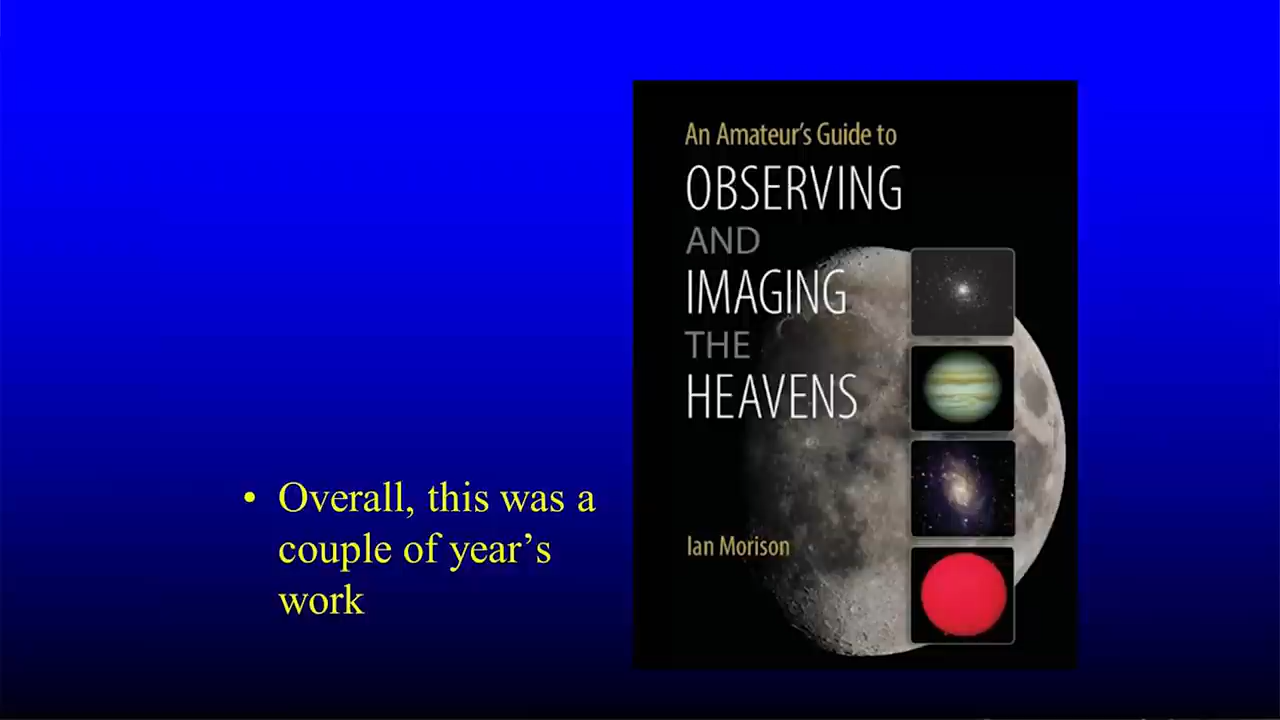 An Amateur's Guide to
OBSERVING
AND
IMAGING
THE
HEAVENS
Ian Morison
• Overall, this was a
couple of year’s
work